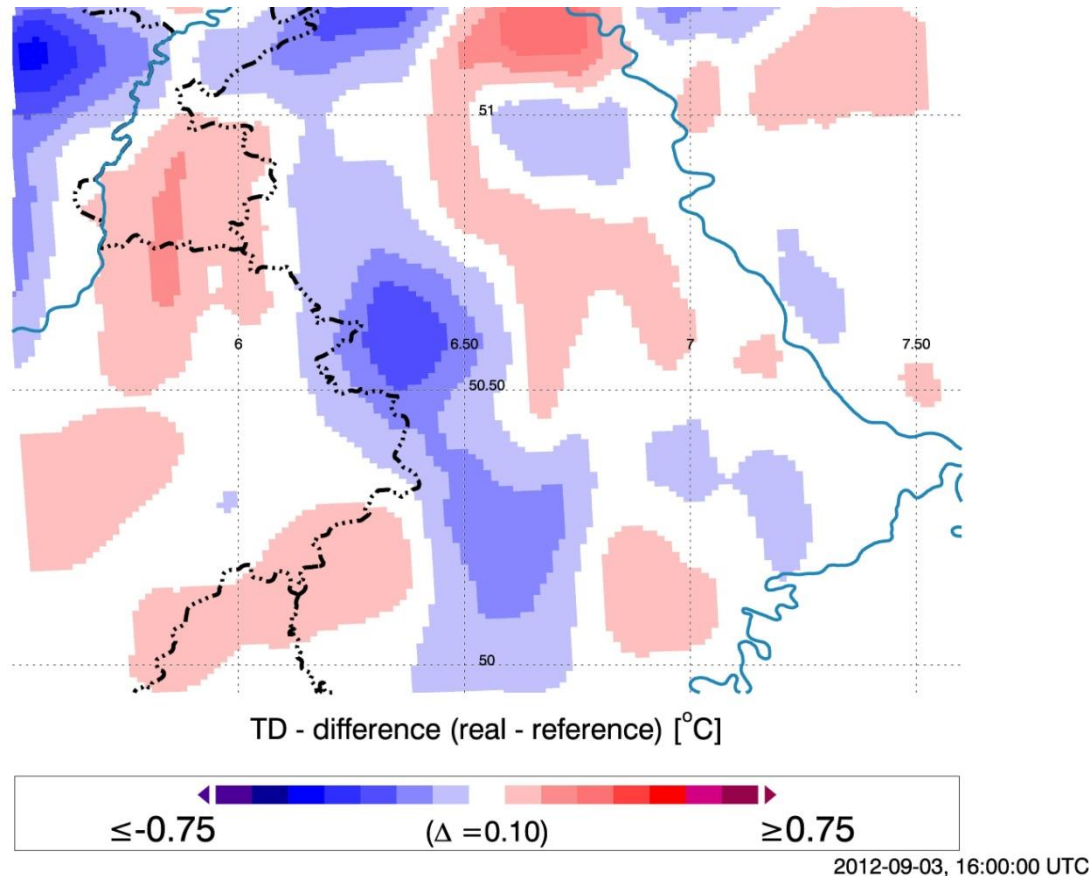 51
6 6.50 7 7.50
50.50
50
TD - difference (real - reference) [°C]
≤-0.75 (Δ =0.10) ≥0.75
2012-09-03, 16:00:00 UTC